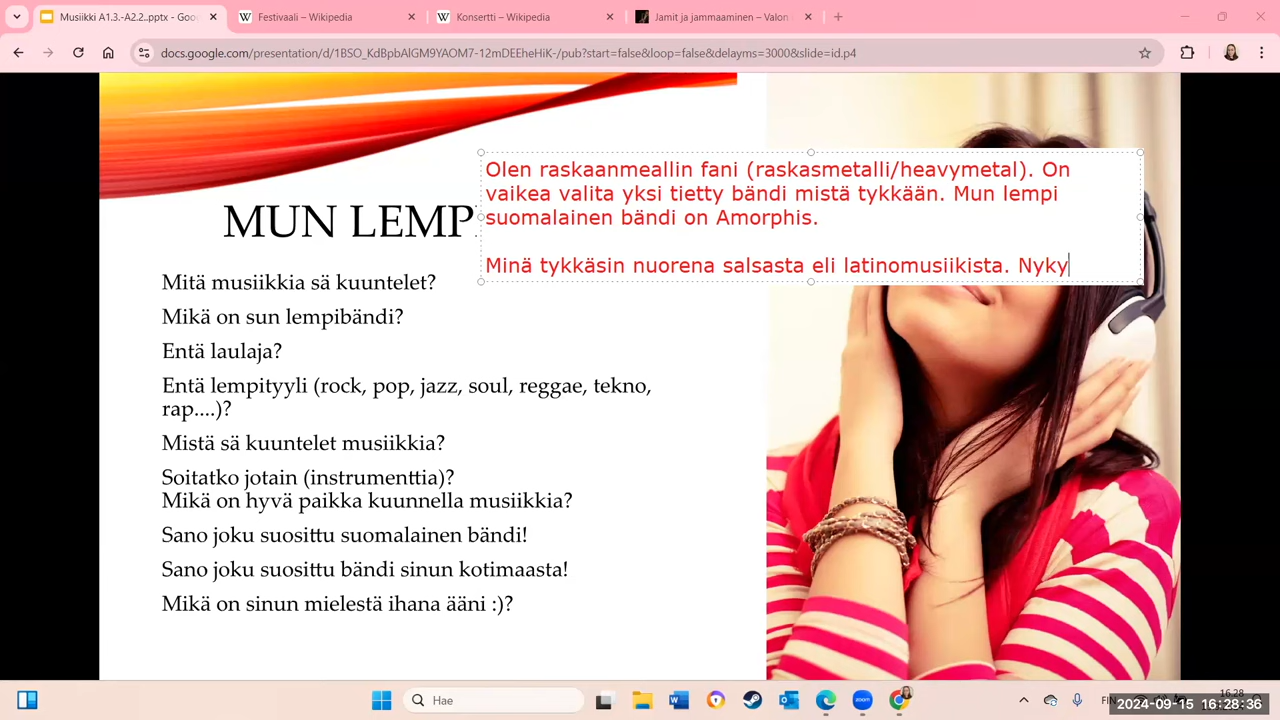 Musiikki A1.3.-A2.2..pptx - Goo
Festivaali – Wikipedia
Konsertti – Wikipedia
Jamit ja jammaaminen – Valon
docs.google.com/presentation/d/1BSO_KdBpbAlGM9YAOM7-12mDEEheHiK-/pub?start=false&loop=false&delayms=3000&slide=id.p4
Olen raskaanmeallin fani (raskasmetalli/heavymetal). On
vaikea valita yksi tietty bändi mistä tykkään. Mun lempi
suomalainen bändi on Amorphis.
Minä tykkäsin nuorena salsasta eli latinomusiikista. Nyky
MUN LEMP
Mitä musiikkia sä kuuntelet?
Mikä on sun lempibändi?
Entä laulaja?
Entä lempityyli (rock, pop, jazz, soul, reggae, tekno,
rap....)?
Mistä sä kuuntelet musiikkia?
Soitatko jotain (instrumenttia)?
Mikä on hyvä paikka kuunnella musiikkia?
Sano joku suosittu suomalainen bändi!
Sano joku suosittu bändi sinun kotimaasta!
Mikä on sinun mielestä ihana ääni :)?
Hae
zoom
FIN
16.28
2024-09-15 16:28:36